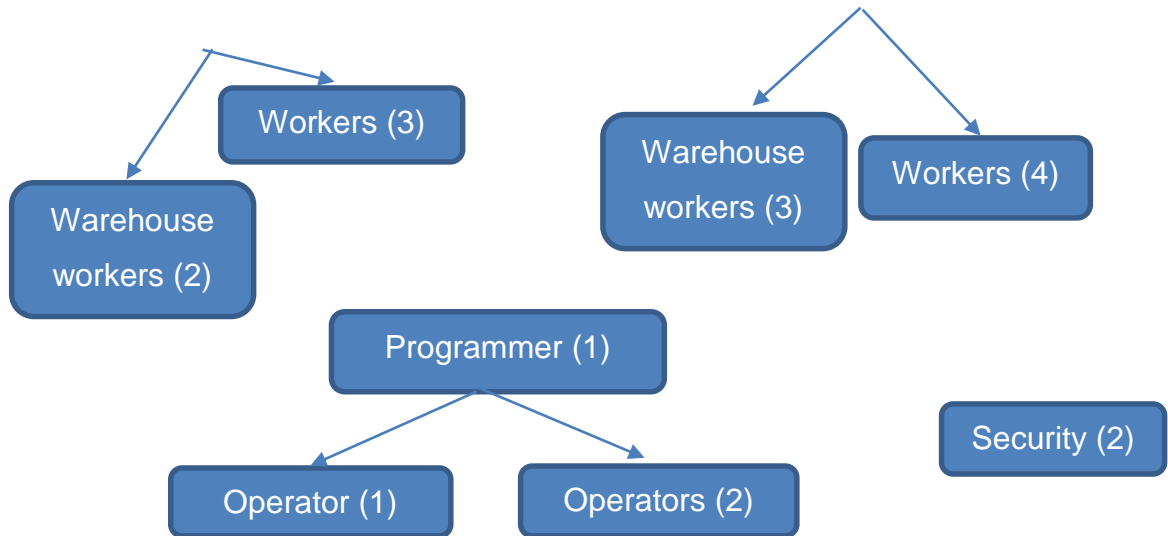 Workers (3)
Warehouse
workers (2)
Warehouse
workers (3)
Workers (4)
Programmer (1)
Operator (1)
Operators (2)
Security (2)